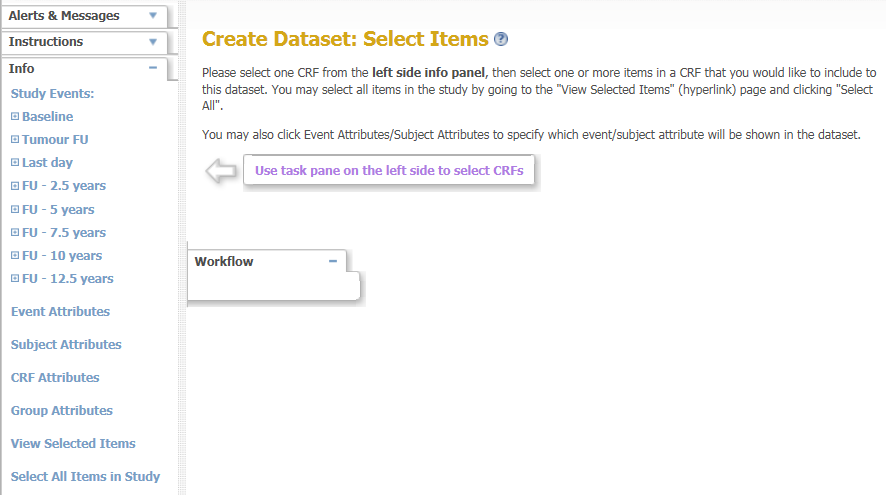 Alerts & Messages
Instructions
Info
Study Events:
Baseline
Tumour FU
Last day
FU - 2.5 years
FU - 5 years
FU - 7.5 years
FU - 10 years
FU - 12.5 years
Event Attributes
Subject Attributes
CRF Attributes
Group Attributes
View Selected Items
Select All Items in Study
Create Dataset: Select Items ?
Please select one CRF from the left side info panel, then select one or more items in a CRF that you would like to include to
this dataset. You may select all items in the study by going to the "View Selected Items" (hyperlink) page and clicking "Select
All".
You may also click Event Attributes/Subject Attributes to specify which event/subject attribute will be shown in the dataset.
Use task pane on the left side to select CRFs
Workflow